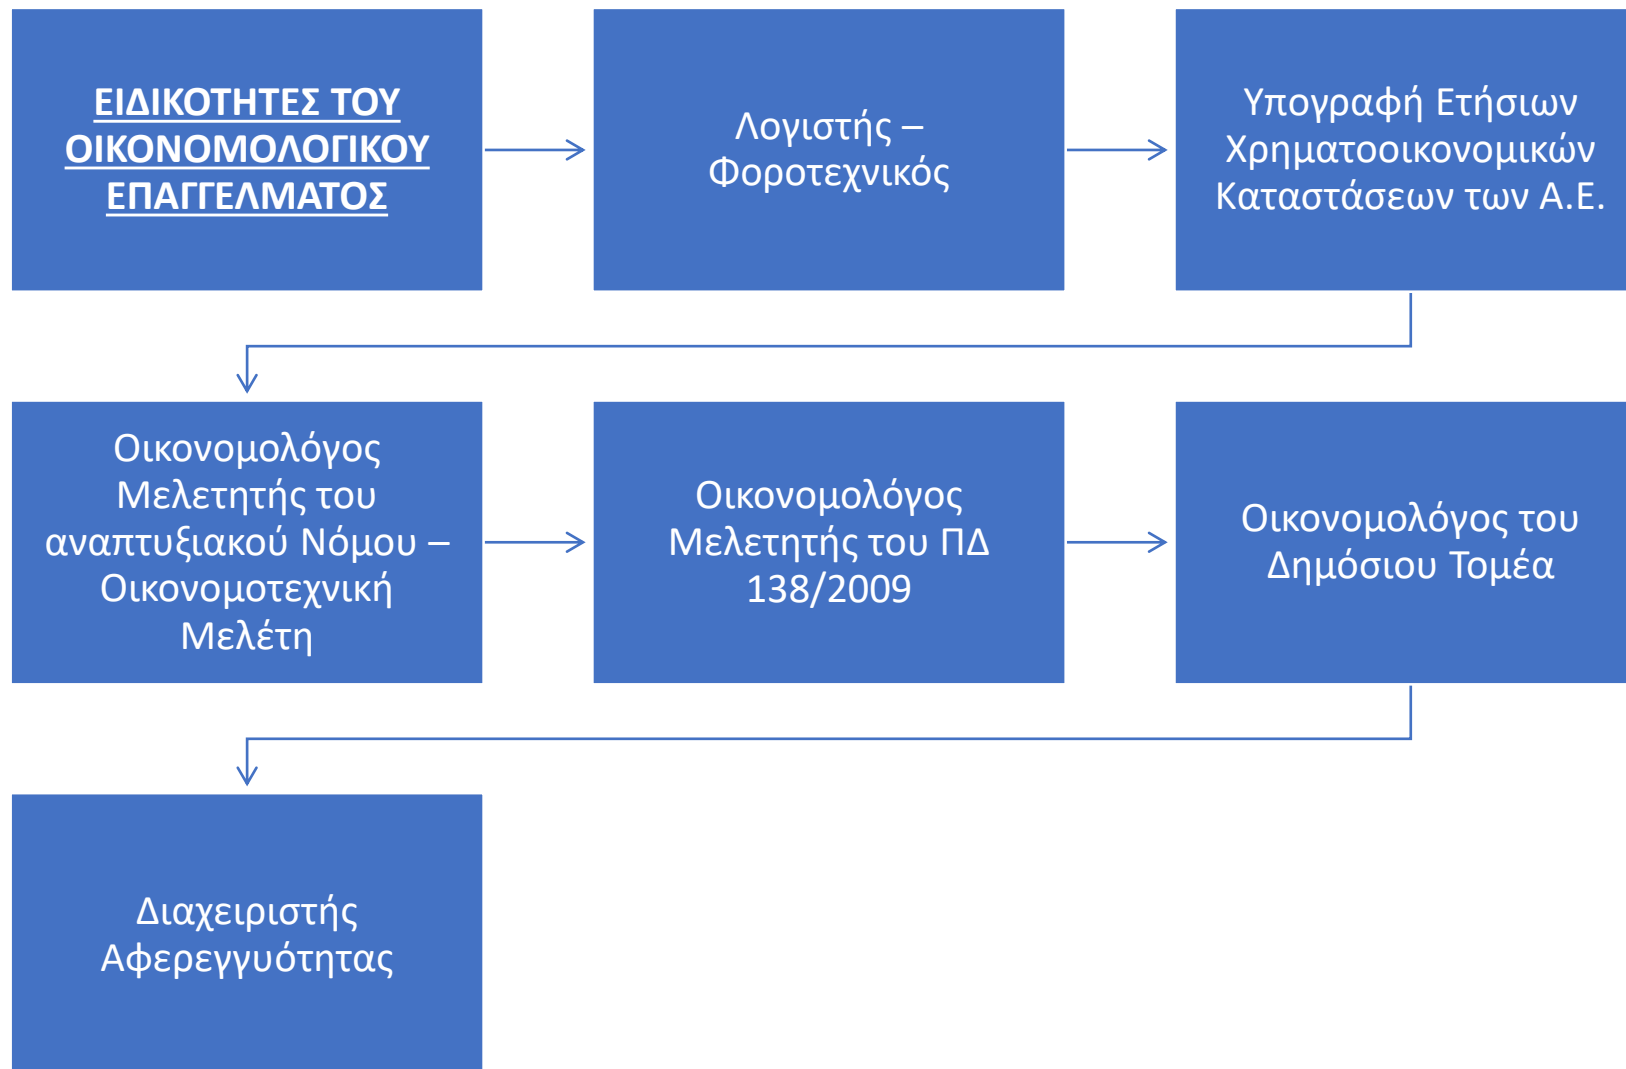 ΕΙΔΙΚΟΤΗΤΕΣ ΤΟΥ
ΟΙΚΟΝΟΜΟΛΟΓΙΚΟΥ
ΕΠΑΓΓΕΛΜΑΤΟΣ
Λογιστής –
Φοροτεχνικός
Υπογραφή Ετήσιων
Χρηματοοικονομικών
Καταστάσεων των Α.Ε.
Οικονομολόγος
Μελετητής του
αναπτυξιακού Νόμου –
Οικονομοτεχνική
Μελέτη
Οικονομολόγος
Μελετητής του ΠΔ
138/2009
Οικονομολόγος του
Δημόσιου Τομέα
Διαχειριστής
Αφερεγγυότητας